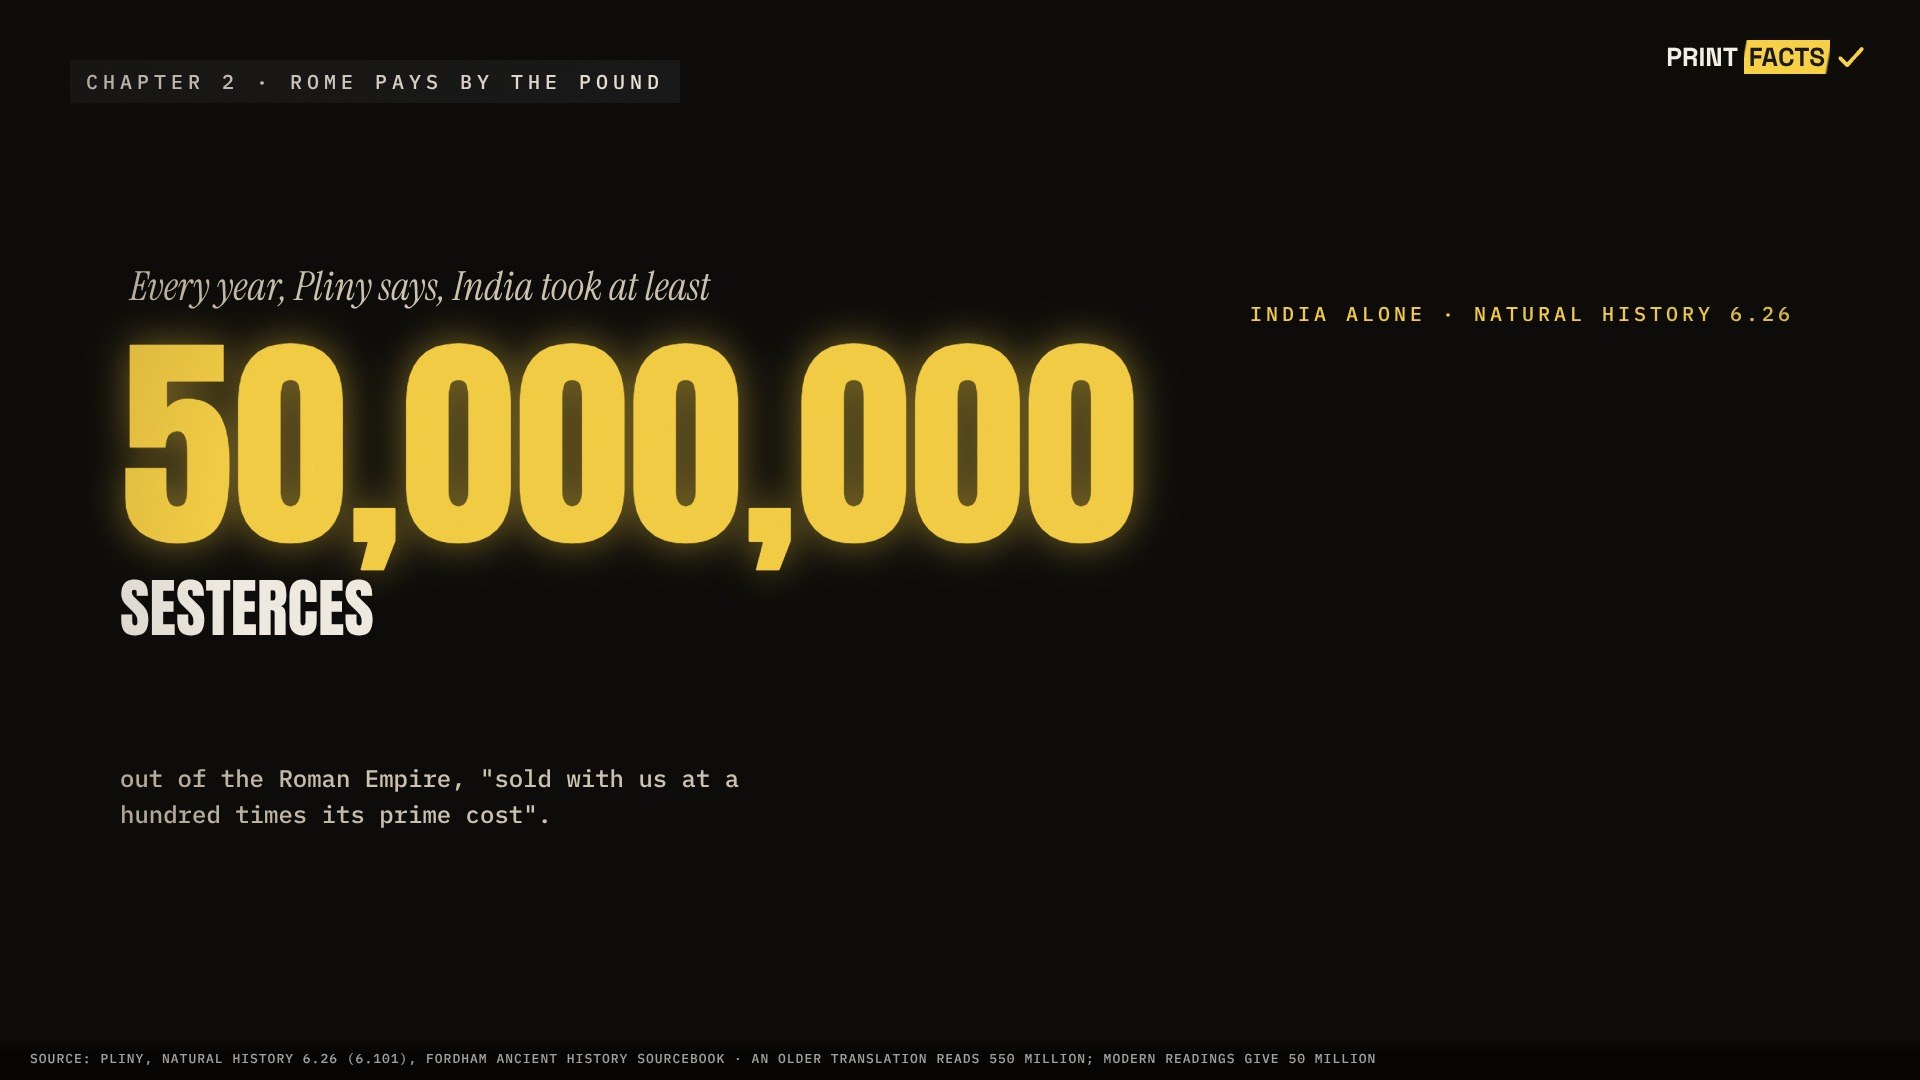 CHAPTER 2 · ROME PAYS BY THE POUND
PRINT FACTS
Every year, Pliny says, India took at least
INDIA ALONE · NATURAL HISTORY 6.26
50,000,000
SESTERCES
out of the Roman Empire, "sold with us at a
hundred times its prime cost".
SOURCE: PLINY, NATURAL HISTORY 6.26 (6.101), FORDHAM ANCIENT HISTORY SOURCEBOOK · AN OLDER TRANSLATION READS 550 MILLION; MODERN READINGS GIVE 50 MILLION